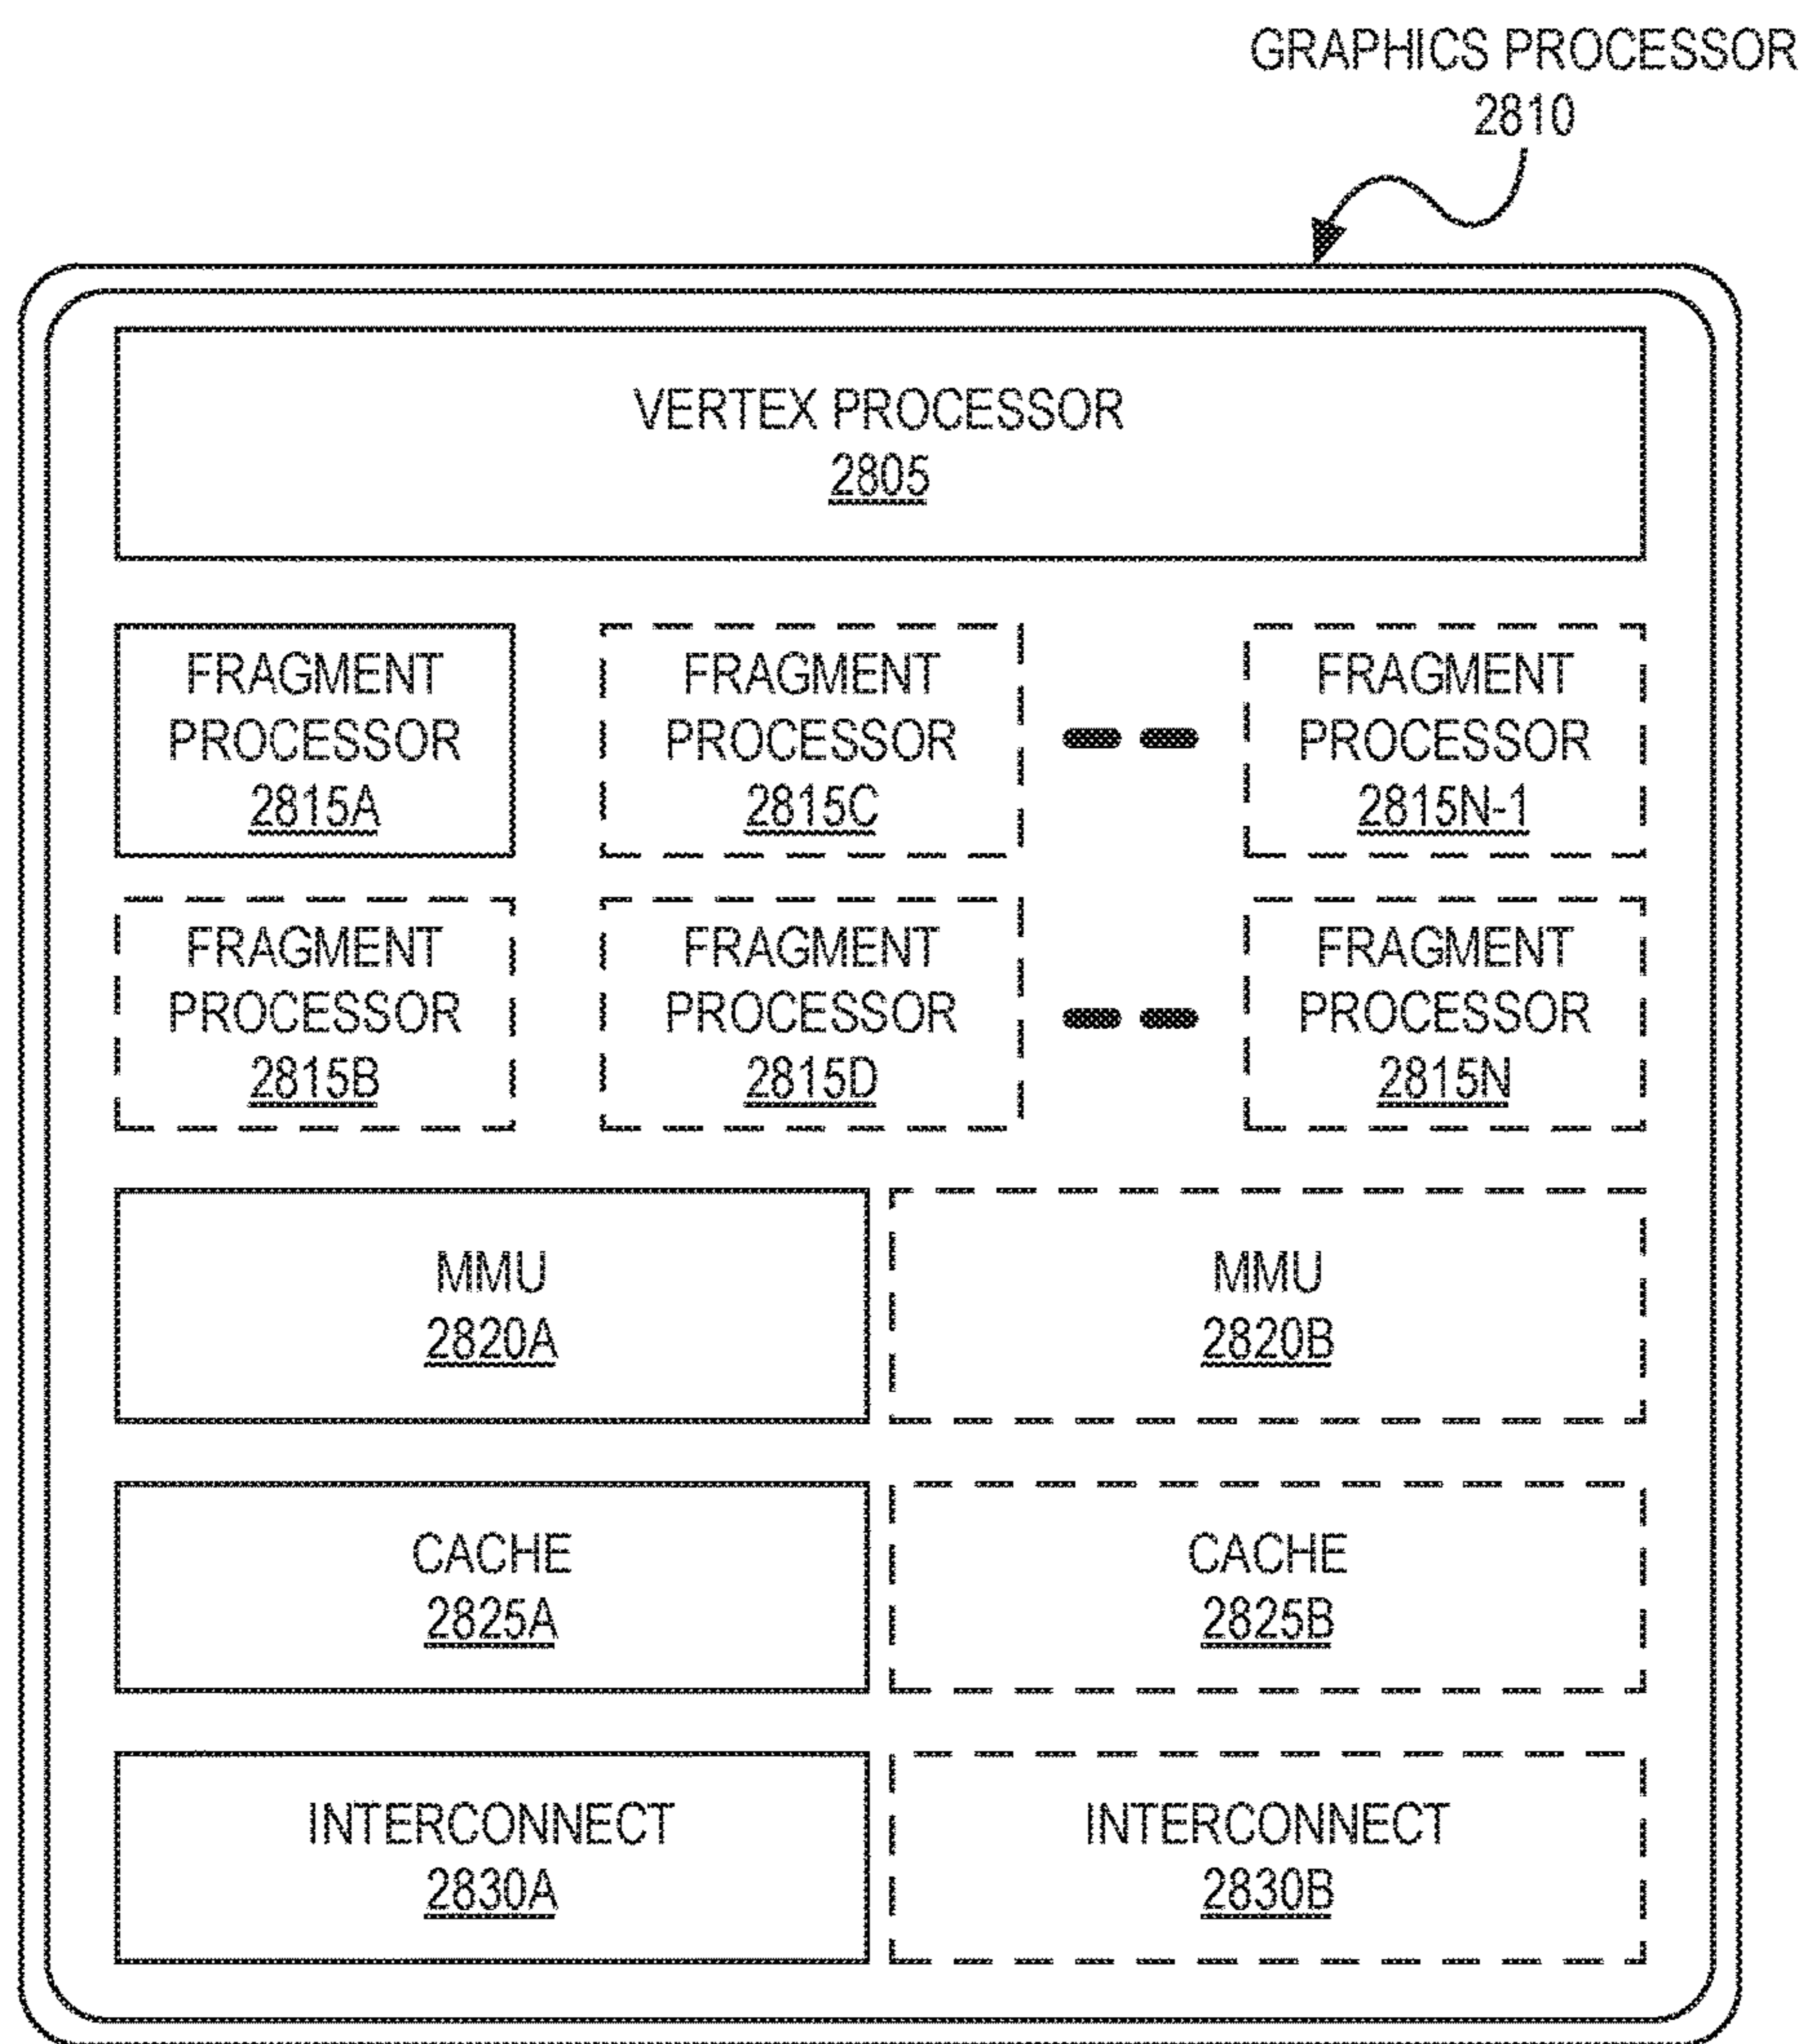 GRAPHICS PROCESSOR
2810
VERTEX PROCESSOR
2805
FRAGMENT
PROCESSOR
2815A
FRAGMENT
PROCESSOR
2815C
FRAGMENT
PROCESSOR
2815N-1
FRAGMENT
PROCESSOR
2815B
FRAGMENT
PROCESSOR
2815D
FRAGMENT
PROCESSOR
2815N
MMU
2820A
MMU
2820B
CACHE
2825A
CACHE
2825B
INTERCONNECT
2830A
INTERCONNECT
2830B